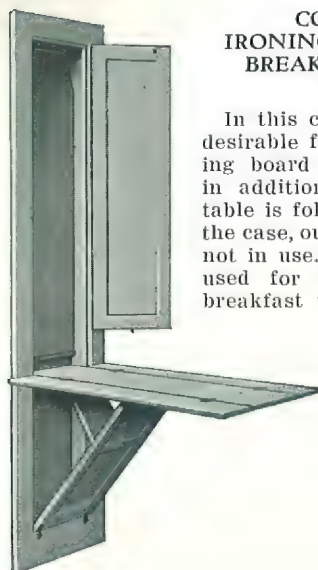 CO
IRONING
BREAK
In this c
desirable f
ing board
in addition
table is fol
the case, ou
not in use.
used for
breakfast